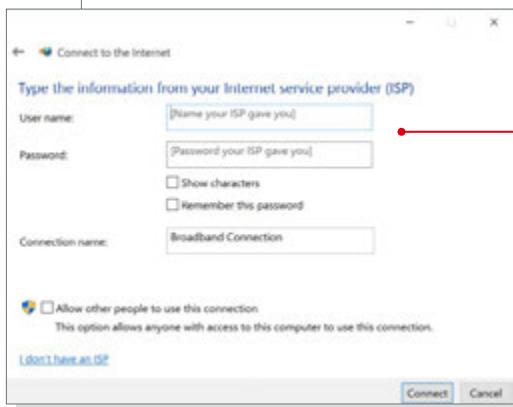 Connect to the Internet
Type the information from your Internet service provider (ISP)
User name: [Name your ISP gave you]
Password: [Password your ISP gave you]
Show characters
Remember this password
Connection name: Broadband Connection
Allow other people to use this connection
This option allows anyone with access to this computer to use this connection.
I don't have an ISP
Connect Cancel